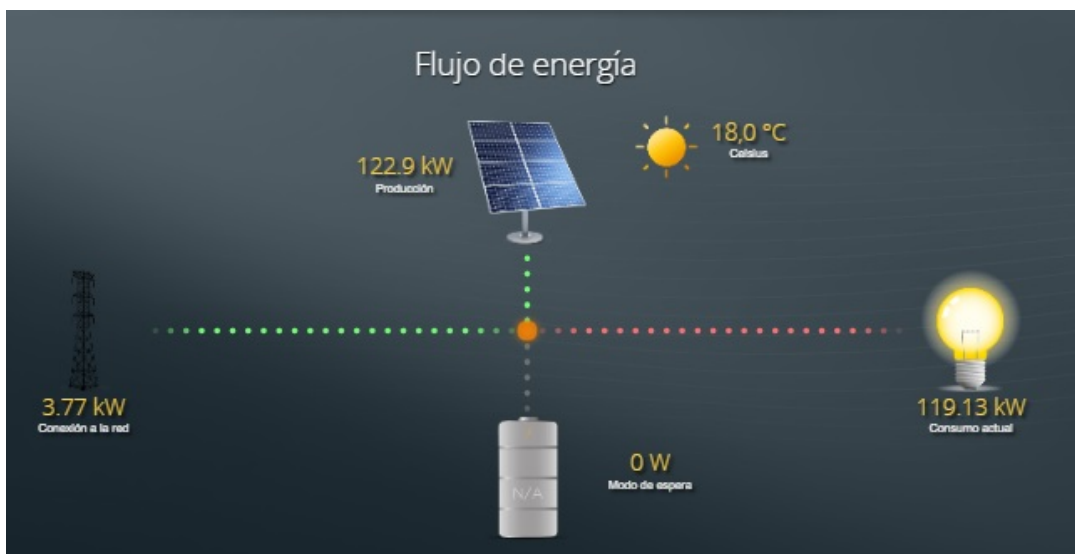 Flujo de energía
18,0 °C
Celsius
122.9 kW
Producción
3.77 kW
Conexión a la red
119.13 kW
Consumo actual
0 W
Modo de espera
N/A